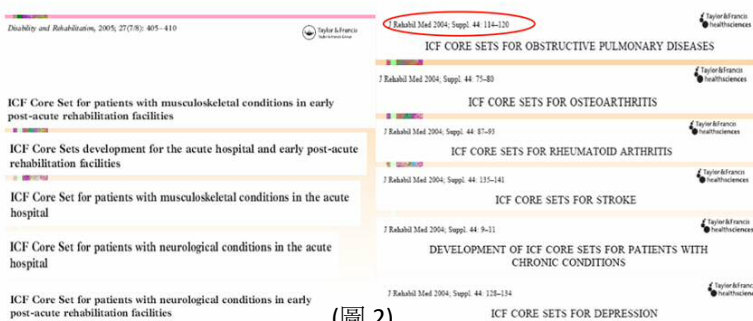 Disability and Rehabilitation, 2005; 27(7/8): 405–410
Taylor & Francis
Taylor & Francis Group
ICF Core Set for patients with musculoskeletal conditions in early
post-acute rehabilitation facilities
ICF Core Sets development for the acute hospital and early post-acute
rehabilitation facilities
ICF Core Set for patients with musculoskeletal conditions in the acute
hospital
ICF Core Set for patients with neurological conditions in the acute
hospital
ICF Core Set for patients with neurological conditions in early
post-acute rehabilitation facilities
J Rehabil Med 2004; Suppl. 44: 114–120
Taylor & Francis
healthsciences
ICF CORE SETS FOR OBSTRUCTIVE PULMONARY DISEASES
J Rehabil Med 2004; Suppl. 44: 75–80
Taylor & Francis
healthsciences
ICF CORE SETS FOR OSTEOARTHRITIS
J Rehabil Med 2004; Suppl. 44: 87–93
Taylor & Francis
healthsciences
ICF CORE SETS FOR RHEUMATOID ARTHRITIS
J Rehabil Med 2004; Suppl. 44: 135–141
Taylor & Francis
healthsciences
ICF CORE SETS FOR STROKE
J Rehabil Med 2004; Suppl. 44: 9–11
Taylor & Francis
healthsciences
DEVELOPMENT OF ICF CORE SETS FOR PATIENTS WITH
CHRONIC CONDITIONS
J Rehabil Med 2004; Suppl. 44: 128–134
Taylor & Francis
healthsciences
ICF CORE SETS FOR DEPRESSION
(圖 2)